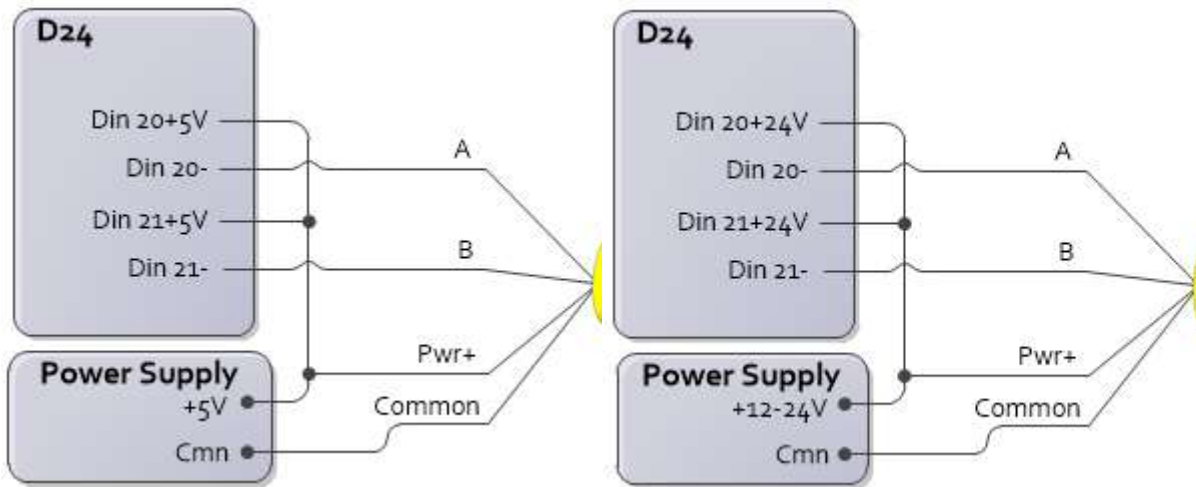 D24
Din 20+5V
Din 20-
A
Din 21+5V
Din 21-
B
Pwr+
Power Supply
+5V
Common
Cmn
D24
Din 20+24V
Din 20-
A
Din 21+24V
Din 21-
B
Pwr+
Power Supply
+12-24V
Common
Cmn